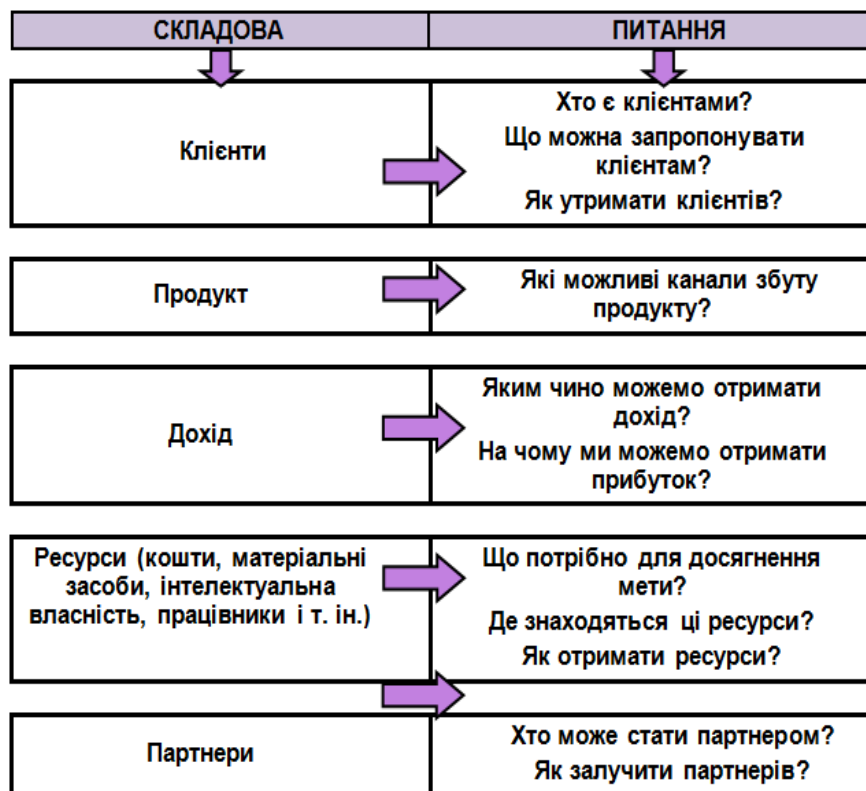 СКЛАДОВА
ПИТАННЯ
Клієнти
Хто є клієнтами?
Що можна запропонувати
клієнтам?
Як утримати клієнтів?
Продукт
Які можливі канали збуту
продукту?
Дохід
Яким чино можемо отримати
дохід?
На чому ми можемо отримати
прибуток?
Ресурси (кошти, матеріальні
засоби, інтелектуальна
власність, працівники і т. ін.)
Що потрібно для досягнення
мети?
Де знаходяться ці ресурси?
Як отримати ресурси?
Партнери
Хто може стати партнером?
Як залучити партнерів?